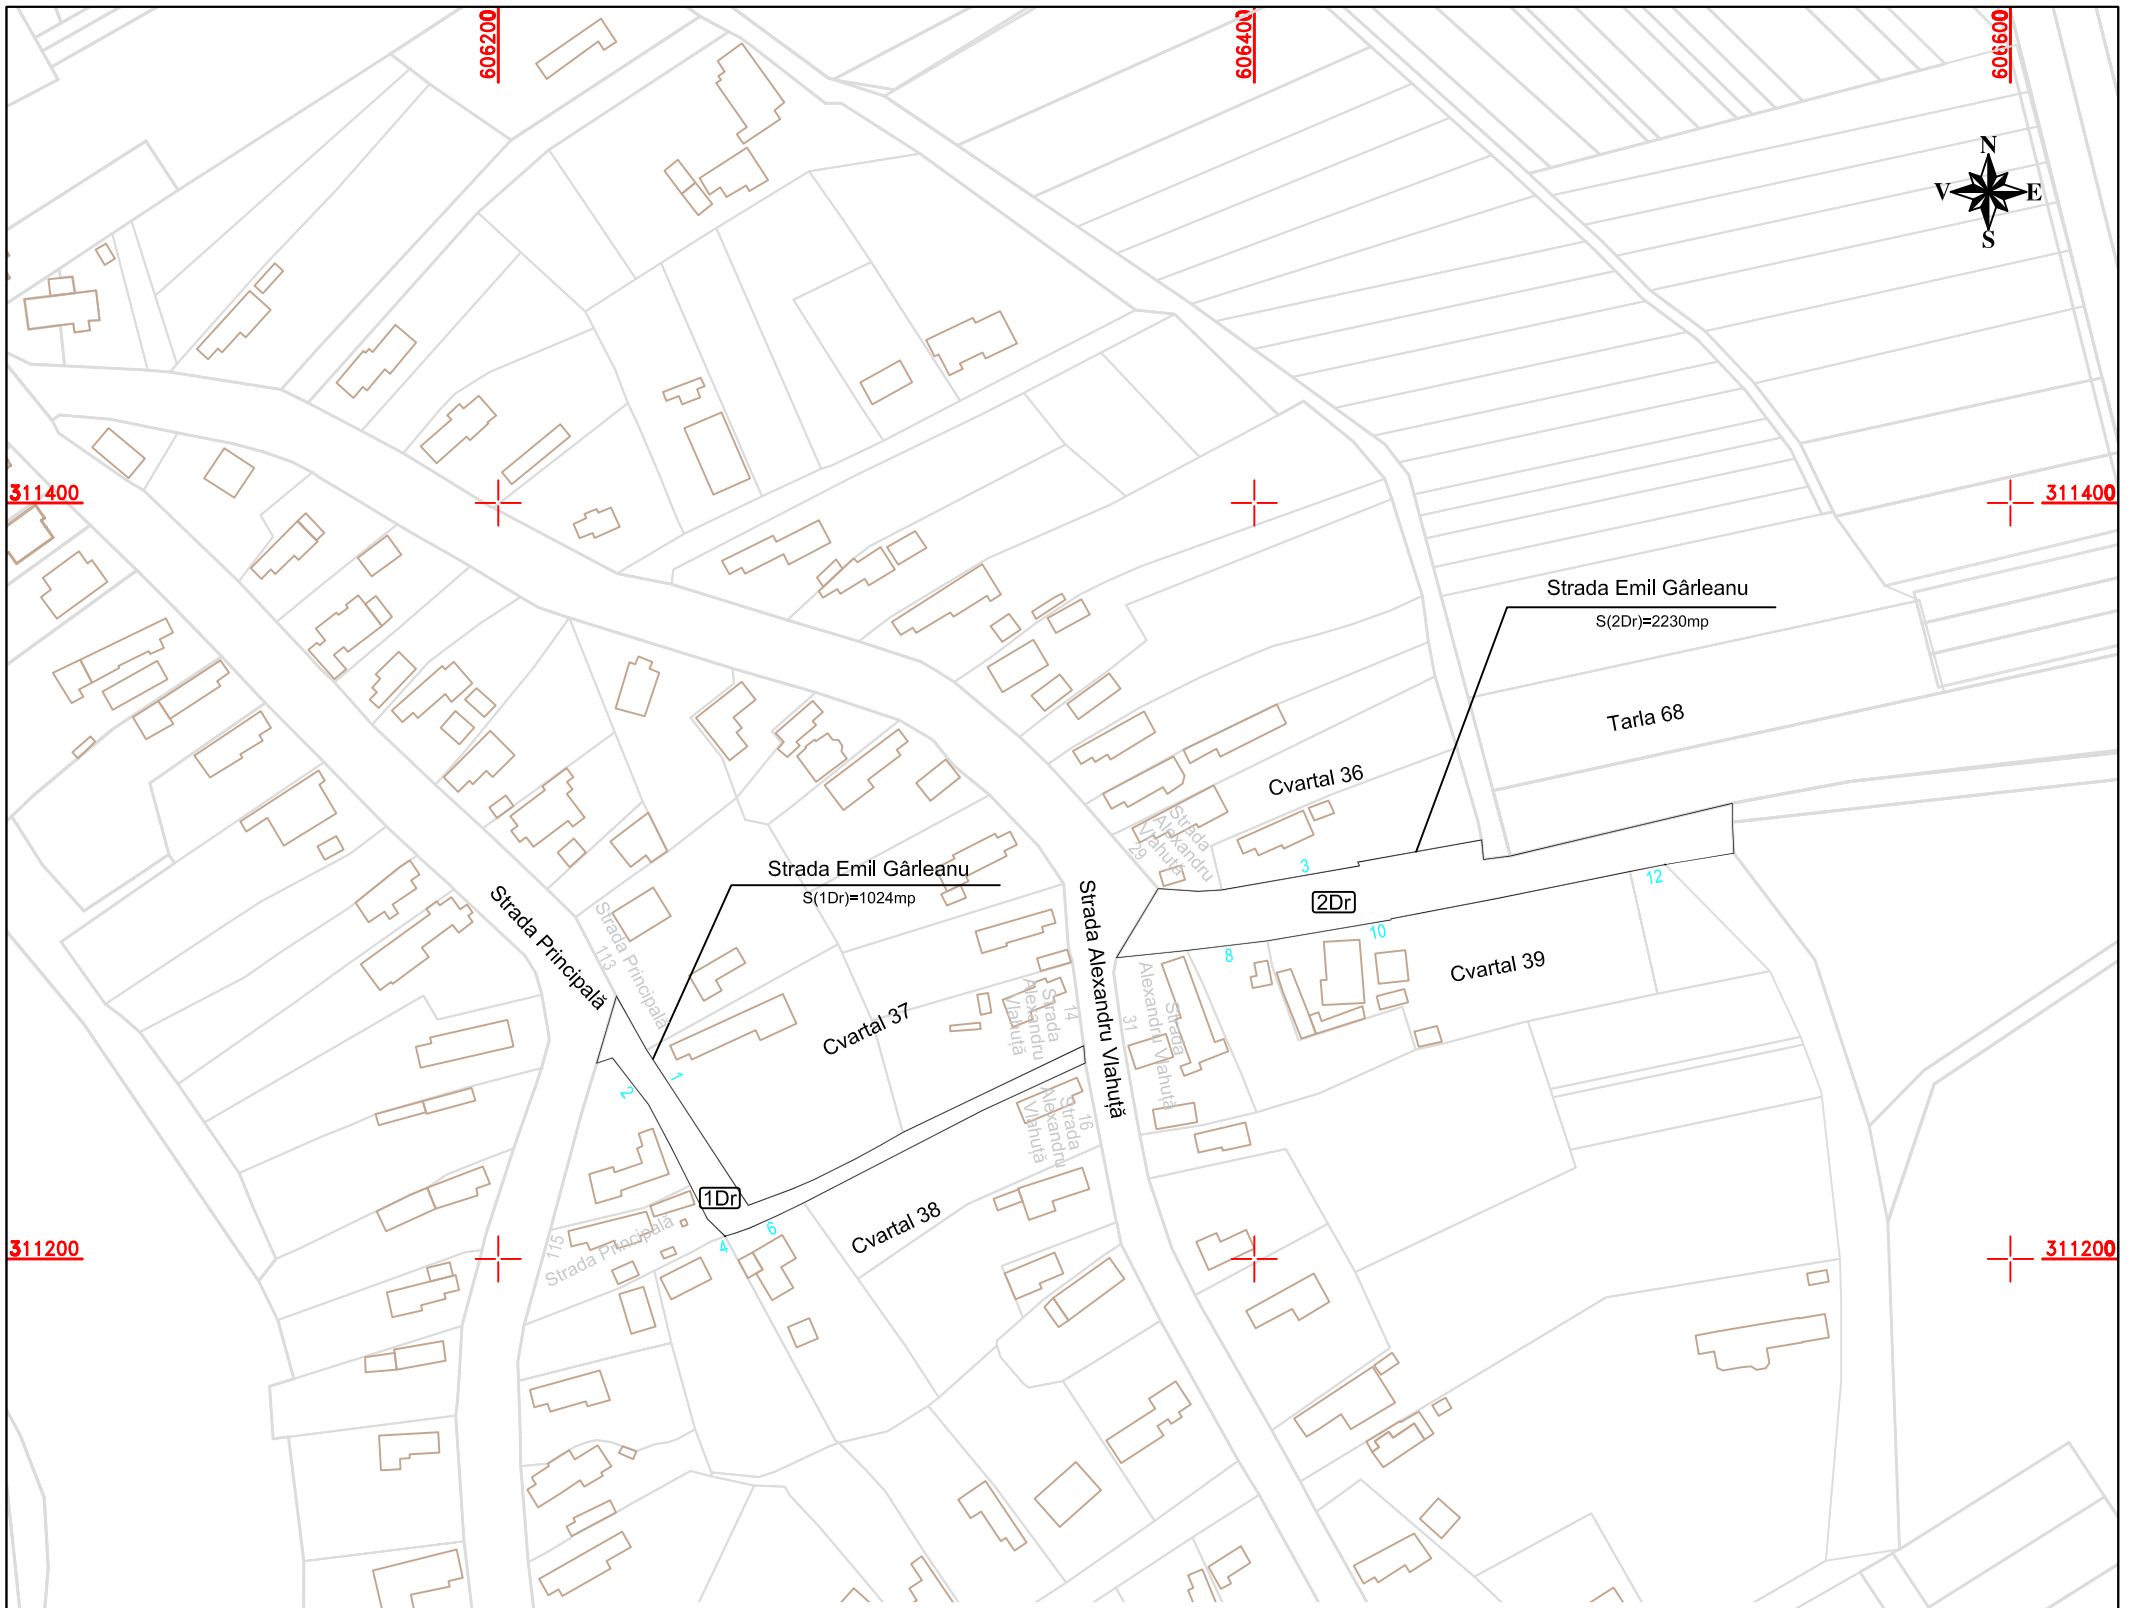 606200
606400
606600
N
V
E
S
311400
311400
Strada Emil Gârleanu
S(2Dr)=2230mp
Tarla 68
Cvartal 36
Strada
Alexandru
Vlahuță
29
3
Strada Emil Gârleanu
S(1Dr)=1024mp
12
2Dr
10
8
Cvartal 39
Strada Principală
Strada Principală
113
Strada Alexandru Vlahuță
Strada
Alexandru Vlahuță
31
14
Strada
Alexandru
Vlahuță
Cvartal 37
1
2
16
Strada
Alexandru
Vlahuță
1Dr
Cvartal 38
6
4
115
Strada Principală
311200
311200